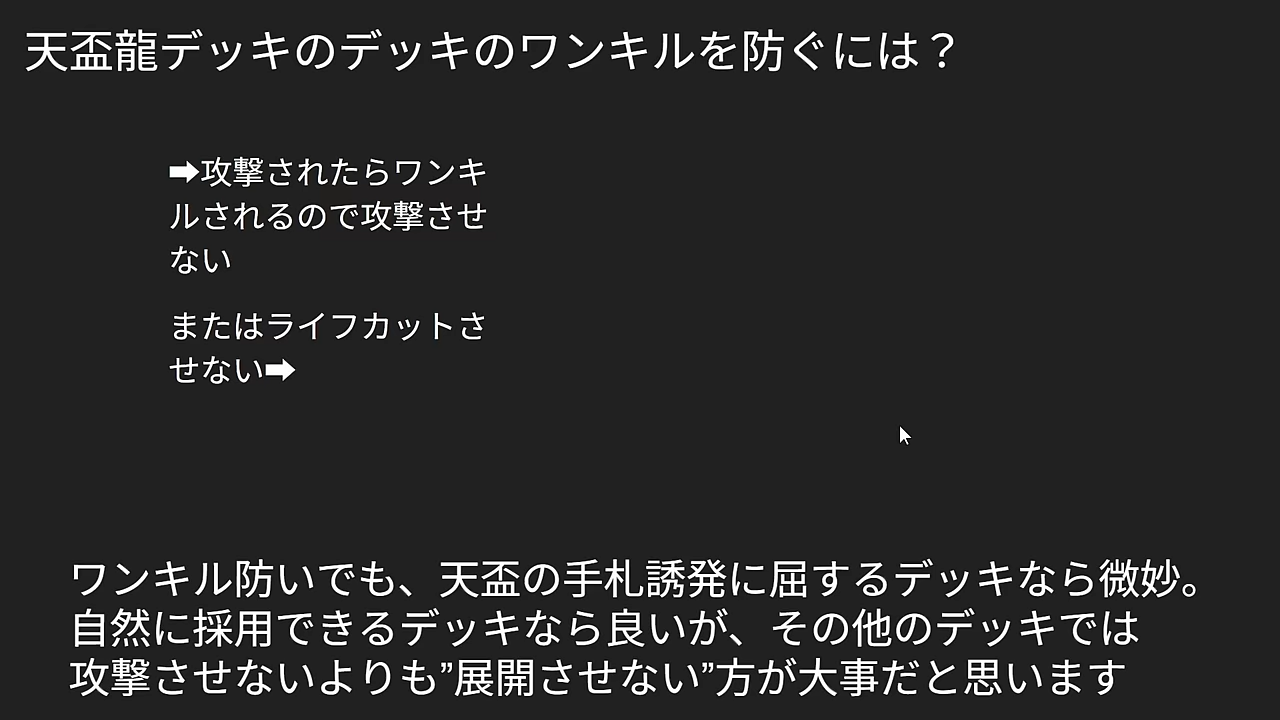 天盃龍デッキのデッキのワンキルを防ぐには？
➡攻撃されたらワンキ
ルされるので攻撃させ
ない
またはライフカットさ
せない➡
ワンキル防いでも、天盃の手札誘発に屈するデッキなら微妙。
自然に採用できるデッキなら良いが、その他のデッキでは
攻撃させないよりも”展開させない”方が大事だと思います